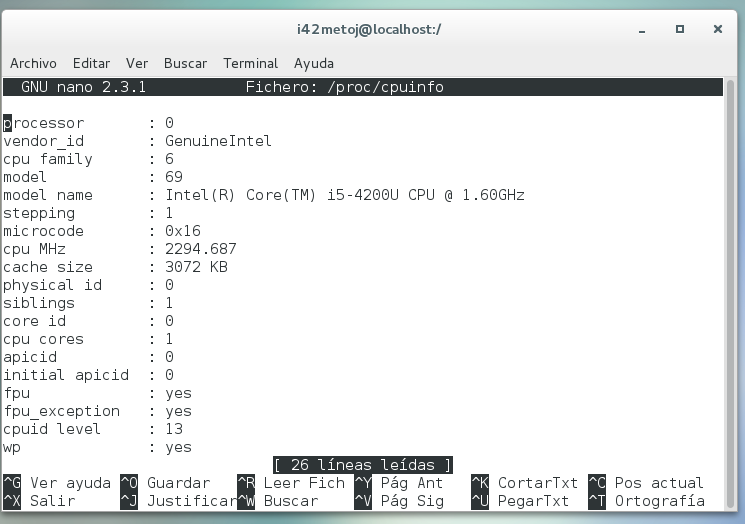 i42metoj@localhost:/
Archivo Editar Ver Buscar Terminal Ayuda
GNU nano 2.3.1 Fichero: /proc/cpuinfo
processor : 0
vendor_id : GenuineIntel
cpu family : 6
model : 69
model name : Intel(R) Core(TM) i5-4200U CPU @ 1.60GHz
stepping : 1
microcode : 0x16
cpu MHz : 2294.687
cache size : 3072 KB
physical id : 0
siblings : 1
core id : 0
cpu cores : 1
apicid : 0
initial apicid : 0
fpu : yes
fpu_exception : yes
cpuid level : 13
wp : yes
[ 26 líneas leídas ]
^G Ver ayuda ^O Guardar ^R Leer Fich ^Y Pág Ant ^K CortarTxt ^C Pos actual
^X Salir ^J Justificar ^W Buscar ^V Pág Sig ^U PegarTxt ^T Ortografía